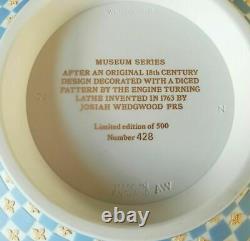 MUSEUM SERIES
AFTER AN ORIGINAL 18th CENTURY
DESIGN DECORATED WITH A DICED
PATTERN BY THE ENGINE TURNING
LATHE INVENTED IN 1763 BY
JOSIAH WEDGWOOD FRS
Limited edition of 500
Number 428
AW